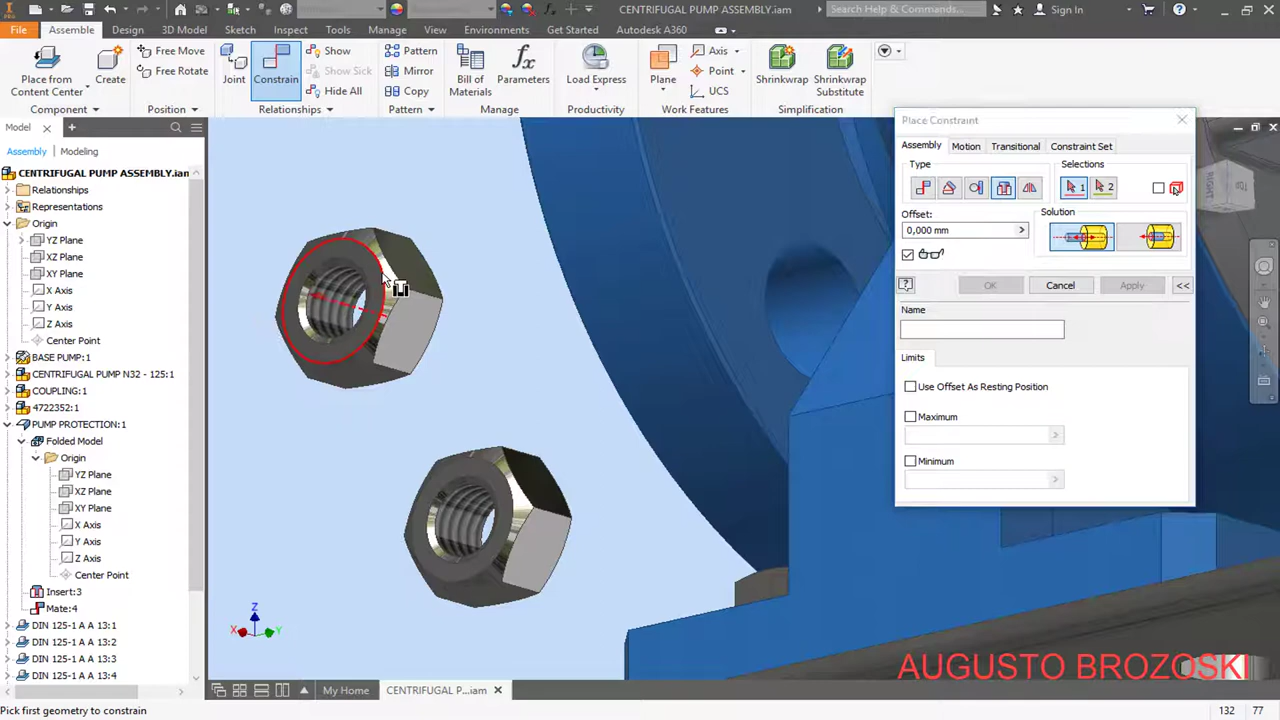 PRO
CENTRIFUGAL PUMP ASSEMBLY.iam
Search Help & Commands...
Sign In
File Assemble Design 3D Model Sketch Inspect Tools Manage View Environments Get Started Autodesk A360
Place from Content Center
Create
Component
Free Move
Free Rotate
Position
Joint
Constrain
Show
Show Sick
Hide All
Relationships
Pattern
Mirror
Copy
Pattern
Bill of Materials
Parameters
Manage
Load Express
Productivity
Plane
Axis
Point
UCS
Work Features
Shrinkwrap
Shrinkwrap Substitute
Simplification
Model
Assembly Modeling
CENTRIFUGAL PUMP ASSEMBLY.iam
Relationships
Representations
Origin
YZ Plane
XZ Plane
XY Plane
X Axis
Y Axis
Z Axis
Center Point
BASE PUMP:1
CENTRIFUGAL PUMP N32 - 125:1
COUPLING:1
4722352:1
PUMP PROTECTION:1
Folded Model
Origin
YZ Plane
XZ Plane
XY Plane
X Axis
Y Axis
Z Axis
Center Point
Insert:3
Mate:4
DIN 125-1 A A 13:1
DIN 125-1 A A 13:2
DIN 125-1 A A 13:3
DIN 125-1 A A 13:4
Place Constraint
Assembly Motion Transitional Constraint Set
Type
Selections
1
2
Offset:
0,000 mm
Solution
OK
Cancel
Apply
<<
Name
Limits
Use Offset As Resting Position
Maximum
Minimum
RIGHT
Z
X
Y
AUGUSTO BROZOSKI
My Home
CENTRIFUGAL P...iam
Pick first geometry to constrain
132 77